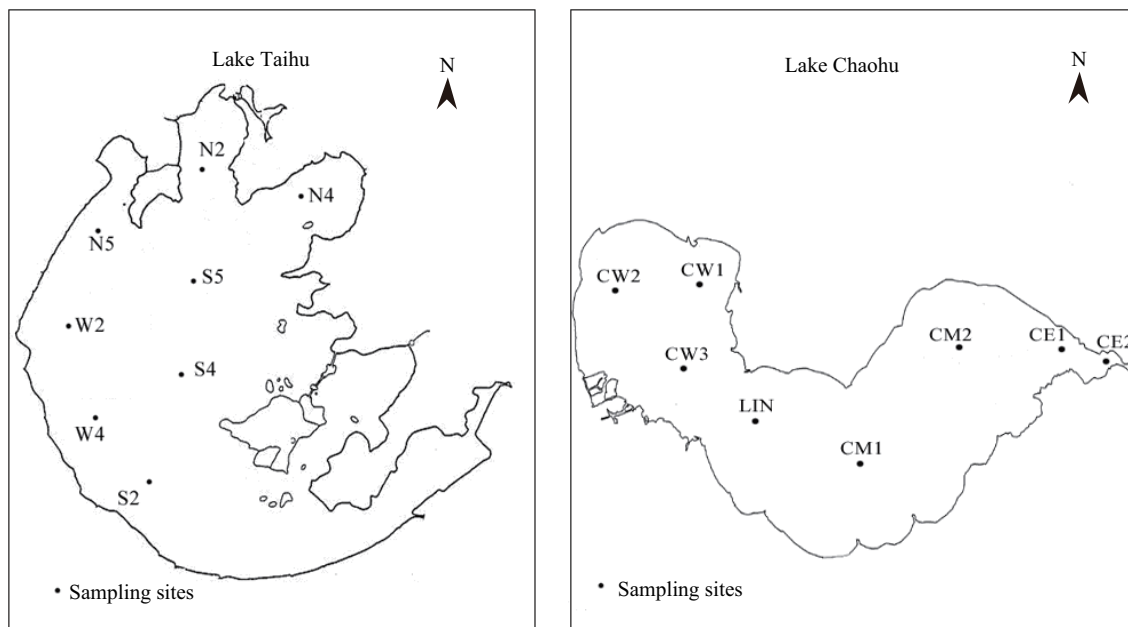 Lake Taihu
N
N2
N4
N5
S5
W2
S4
W4
S2
Sampling sites
Lake Chaohu
N
CW2
CW1
CM2
CE1
CE2
CW3
LIN
CM1
Sampling sites